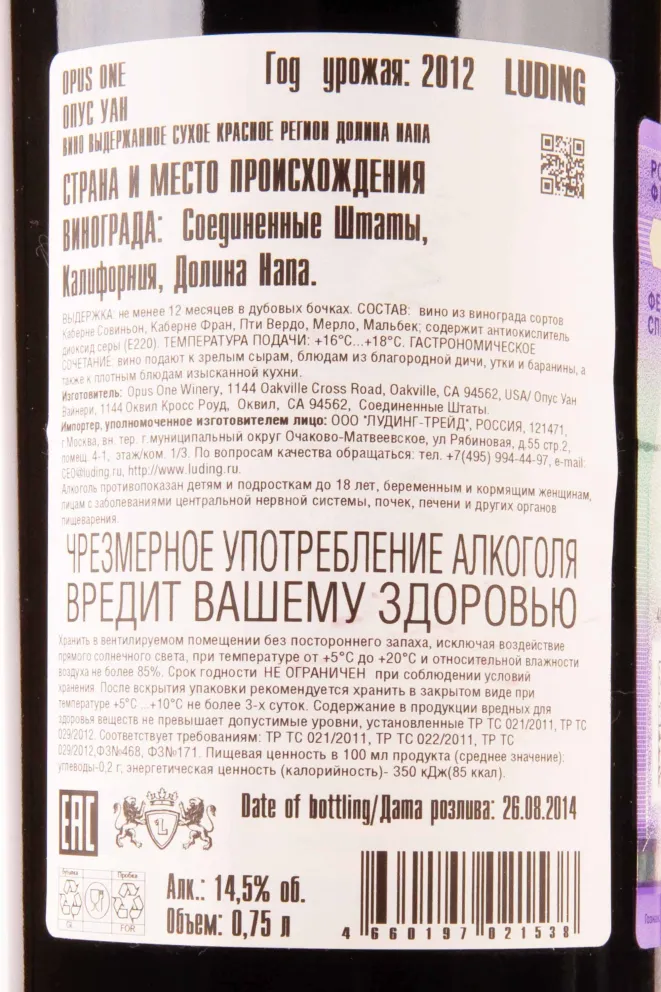 OPUS ONE
ОПУС УАН
Год урожая: 2012
LUDING
ВИНО ВЫДЕРЖАННОЕ СУХОЕ КРАСНОЕ РЕГИОН ДОЛИНА НАПА
СТРАНА И МЕСТО ПРОИСХОЖДЕНИЯ
ВИНОГРАДА: Соединенные Штаты,
Калифорния, Долина Напа.
ВЫДЕРЖКА: не менее 12 месяцев в дубовых бочках. СОСТАВ: вино из винограда сортов
Каберне Совиньон, Каберне Фран, Пти Вердо, Мерло, Мальбек; содержит антиокислитель
диоксид серы (Е220). ТЕМПЕРАТУРА ПОДАЧИ: +16°С...+18°С. ГАСТРОНОМИЧЕСКОЕ
СОЧЕТАНИЕ: вино подают к зрелым сырам, блюдам из благородной дичи, утки и баранины, а
также к плотным блюдам изысканной кухни.
Изготовитель: Opus One Winery, 1144 Oakville Cross Road, Oakville, CA 94562, USA/ Опус Уан
Вайнери, 1144 Оквил Кросс Роуд, Оквил, СА 94562, Соединенные Штаты.
Импортер, уполномоченное изготовителем лицо: ООО "ЛУДИНГ-ТРЕЙД", РОССИЯ, 121471,
г.Москва, вн. тер. г.муниципальный округ Очаково-Матвеевское, ул Рябиновая, д.55 стр.2,
помещ. 4-1, этаж/ком. 1/3. По вопросам качества обращаться: тел. +7(495) 994-44-97, e-mail:
CEO@luding.ru, http://www.luding.ru.
Алкоголь противопоказан детям и подросткам до 18 лет, беременным и кормящим женщинам,
лицам с заболеваниями центральной нервной системы, почек, печени и других органов
пищеварения.
ЧРЕЗМЕРНОЕ УПОТРЕБЛЕНИЕ АЛКОГОЛЯ
ВРЕДИТ ВАШЕМУ ЗДОРОВЬЮ
Хранить в вентилируемом помещении без постороннего запаха, исключая воздействие
прямого солнечного света, при температуре от +5°С до +20°С и относительной влажности
воздуха не более 85%. Срок годности НЕ ОГРАНИЧЕН при соблюдении условий
хранения. После вскрытия упаковки рекомендуется хранить в закрытом виде при
температуре +5°С ...+10°С не более 3-х суток. Содержание в продукции вредных для
здоровья веществ не превышает допустимые уровни, установленные ТР ТС 021/2011, ТР ТС
029/2012. Соответствует требованиям: ТР ТС 021/2011, ТР ТС 022/2011, ТР ТС
029/2012,ФЗ№468, ФЗ№171. Пищевая ценность в 100 мл продукта (среднее значение):
углеводы-0,2 г, энергетическая ценность (калорийность)- 350 кДж(85 ккал).
ЕАС
L
Date of bottling/Дата розлива: 26.08.2014
Пробка
FOR
Алк.: 14,5% об.
Объем: 0,75 л
4 660197 021538